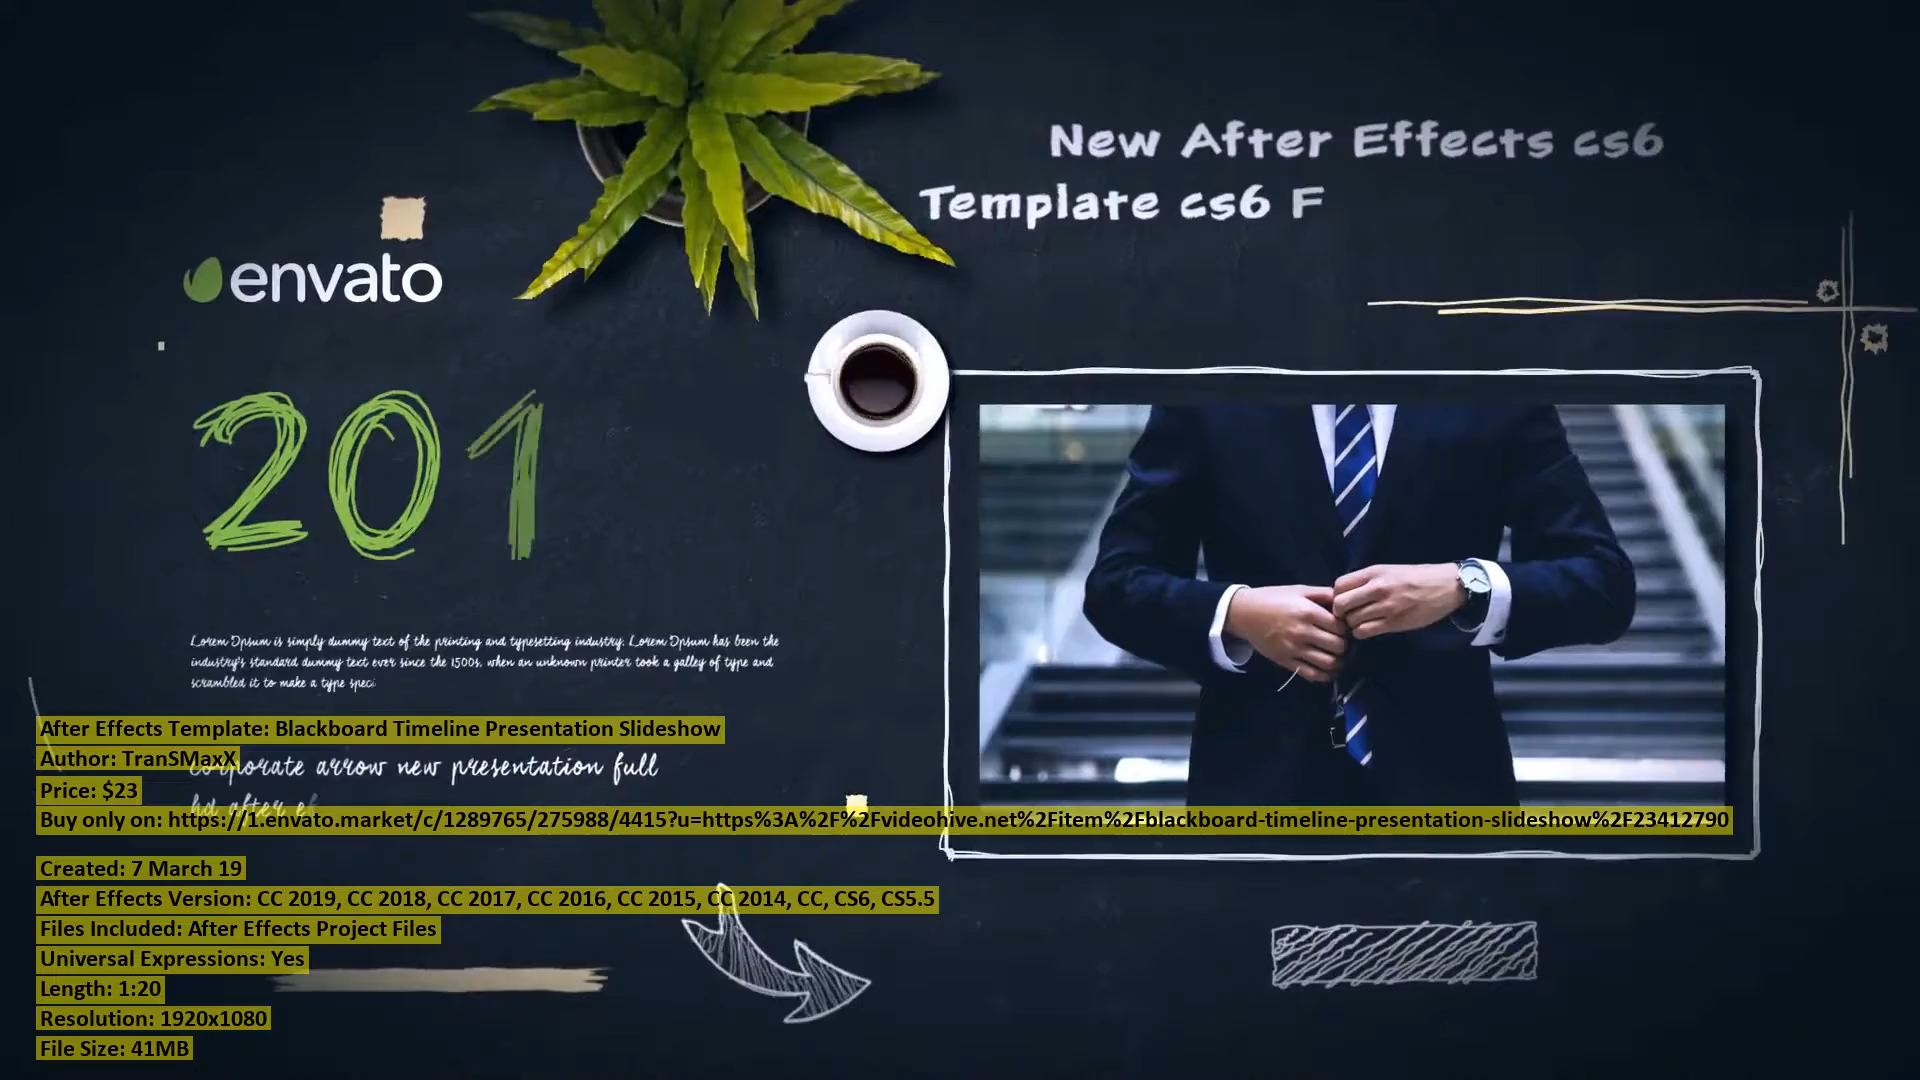 New After Effects cs6
Template cs6 F
envato
201
Lorem Ipsum is simply dummy text of the printing and typesetting industry. Lorem Ipsum has been the
industry's standard dummy text ever since the 1500s, when an unknown printer took a galley of type and
scrambled it to make a type speci
After Effects Template: Blackboard Timeline Presentation Slideshow
Author: TranSMaxX
corporate arrow new presentation full
Price: $23
hd after ef
Buy only on: https://1.envato.market/c/1289765/275988/4415?u=https%3A%2F%2Fvideohive.net%2Fitem%2Fblackboard-timeline-presentation-slideshow%2F23412790
Created: 7 March 19
After Effects Version: CC 2019, CC 2018, CC 2017, CC 2016, CC 2015, CC 2014, CC, CS6, CS5.5
Files Included: After Effects Project Files
Universal Expressions: Yes
Length: 1:20
Resolution: 1920x1080
File Size: 41MB